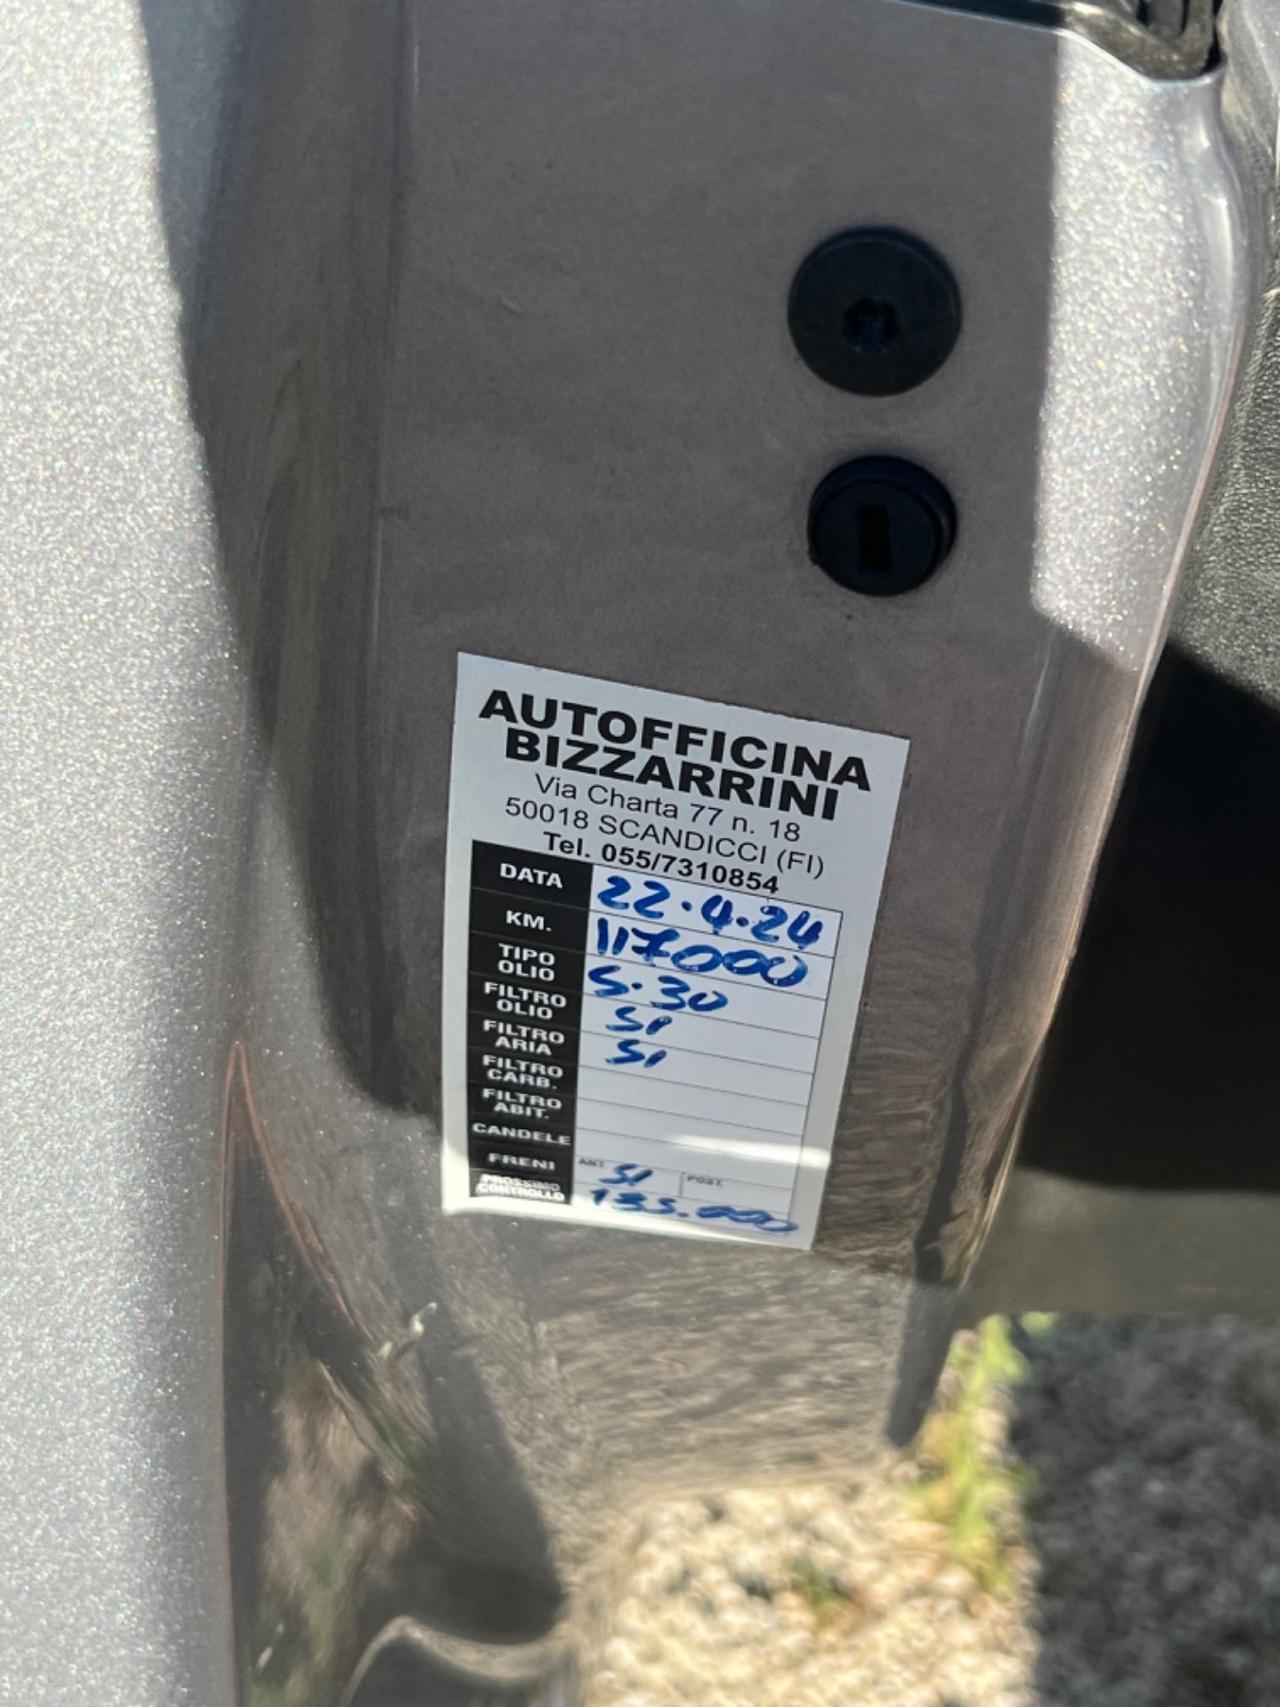 AUTOFFICINA
BIZZARRINI
Via Charta 77 n. 18
50018 SCANDICCI (FI)
Tel. 055/7310854
DATA 22.4.24
KM. 117000
TIPO OLIO 5.30
FILTRO OLIO SI
FILTRO ARIA SI
FILTRO CARB.
FILTRO ABIT.
CANDELE
FRENI ANT. SI POST.
PROSSIMO CONTROLLO 135.000